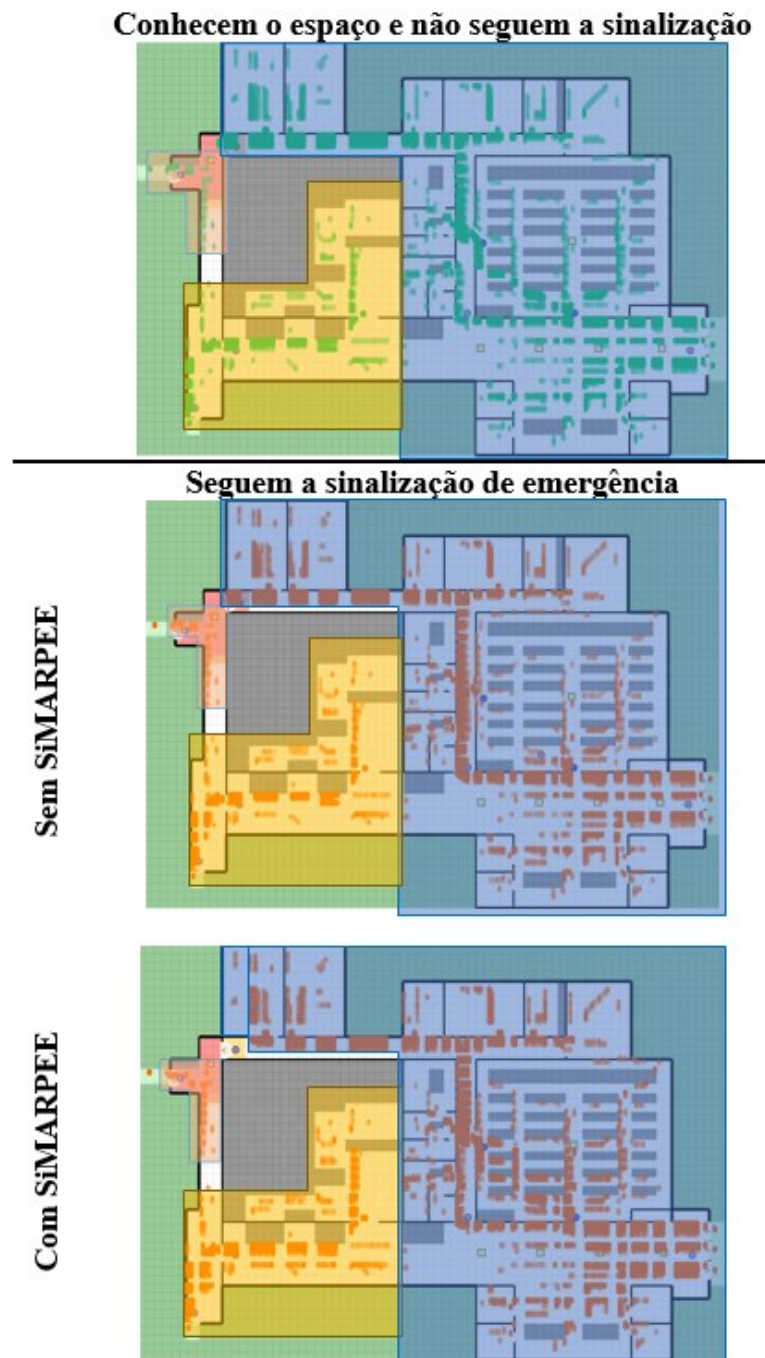 Conhecem o espaço e não seguem a sinalização
Seguem a sinalização de emergência
Sem SiMARPEE
Com SiMARPEE